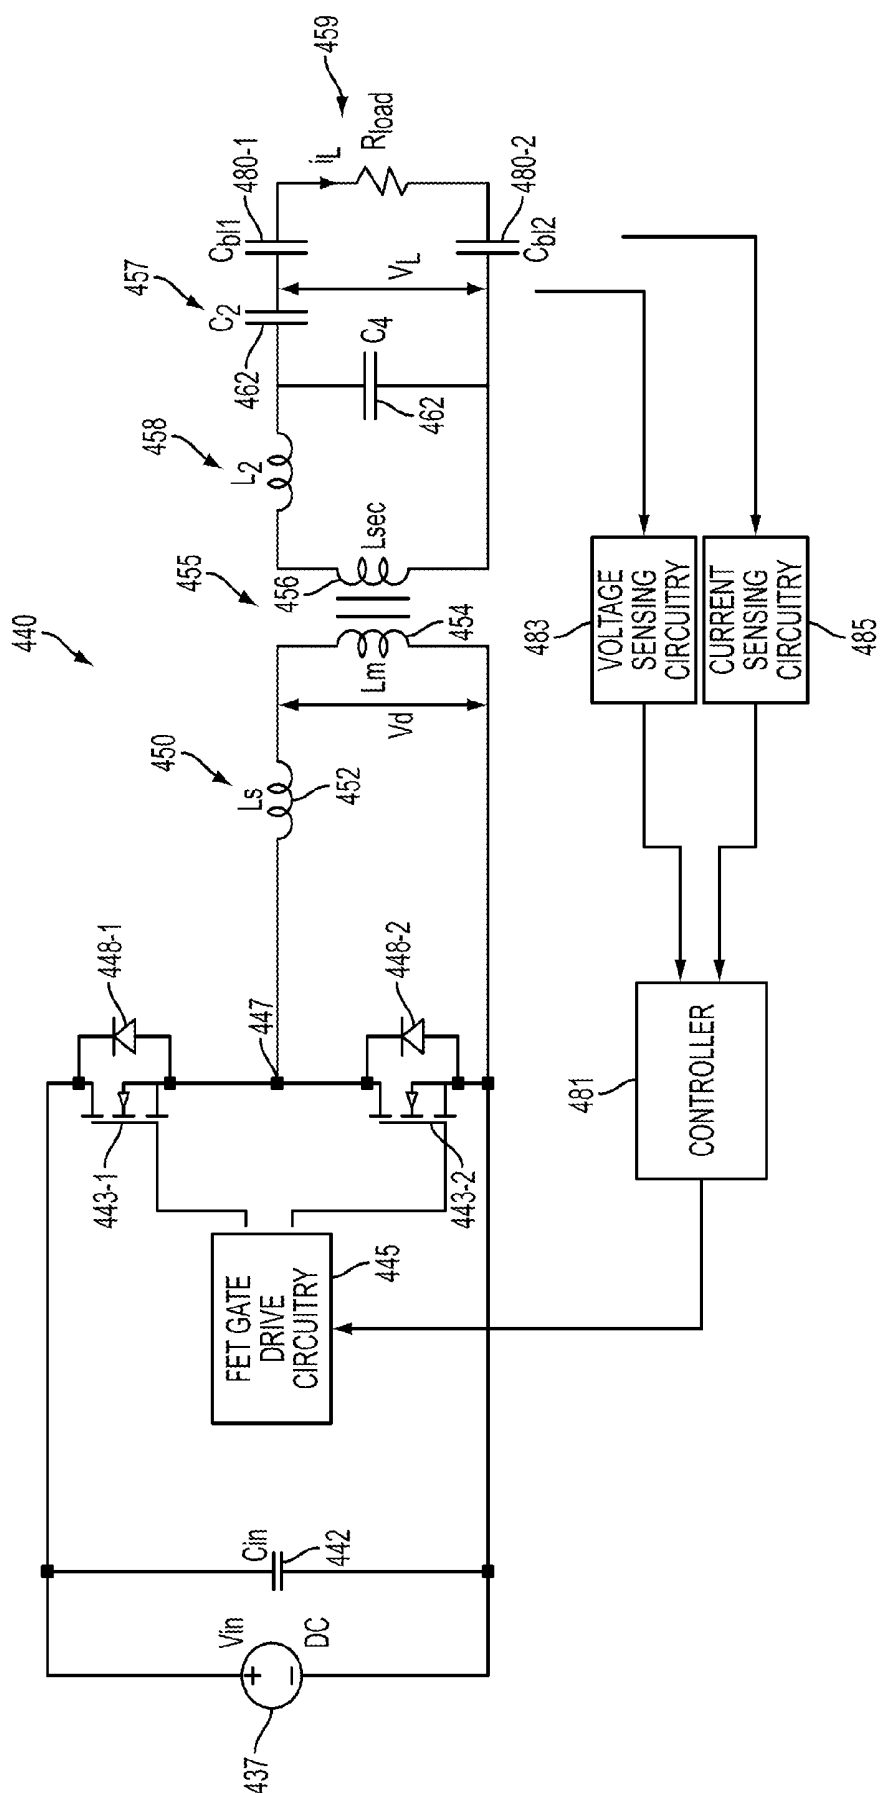 440
437
Vin
DC
Cin
442
FET GATE
DRIVE
CIRCUITRY
445
443-1
443-2
448-1
448-2
447
450
Ls
452
Vd
Lm
454
455
456
Lsec
458
L2
457
C2
462
C4
462
VL
Cbl1
480-1
Cbl2
480-2
iL
Rload
459
VOLTAGE
SENSING
CIRCUITRY
483
CURRENT
SENSING
CIRCUITRY
485
CONTROLLER
481